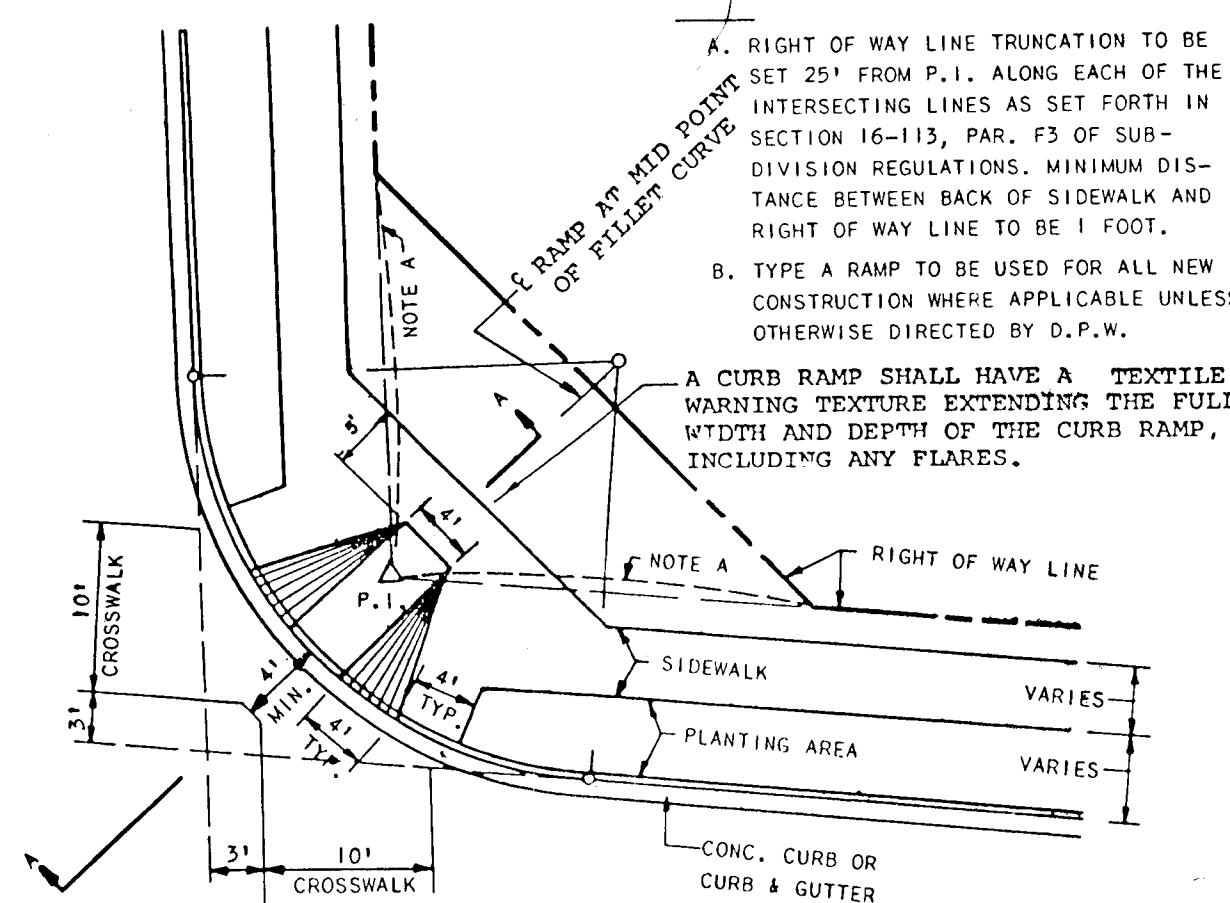 A. RIGHT OF WAY LINE TRUNCATION TO BE
SET 25' FROM P.I. ALONG EACH OF THE
INTERSECTING LINES AS SET FORTH IN
SECTION 16-113, PAR. F3 OF SUB-
DIVISION REGULATIONS. MINIMUM DIS-
TANCE BETWEEN BACK OF SIDEWALK AND
RIGHT OF WAY LINE TO BE 1 FOOT.
B. TYPE A RAMP TO BE USED FOR ALL NEW
CONSTRUCTION WHERE APPLICABLE UNLESS
OTHERWISE DIRECTED BY D.P.W.
A CURB RAMP SHALL HAVE A TEXTILE
WARNING TEXTURE EXTENDING THE FULL
WIDTH AND DEPTH OF THE CURB RAMP,
INCLUDING ANY FLARES.
℄ RAMP AT MID POINT
OF FILLET CURVE
NOTE A
A
4'
NOTE A
P.I.
RIGHT OF WAY LINE
10'
CROSSWALK
3'
4'
MIN.
4'
TYP.
4'
TYP.
SIDEWALK
VARIES
PLANTING AREA
VARIES
A
3'
10'
CROSSWALK
CONC. CURB OR
CURB & GUTTER